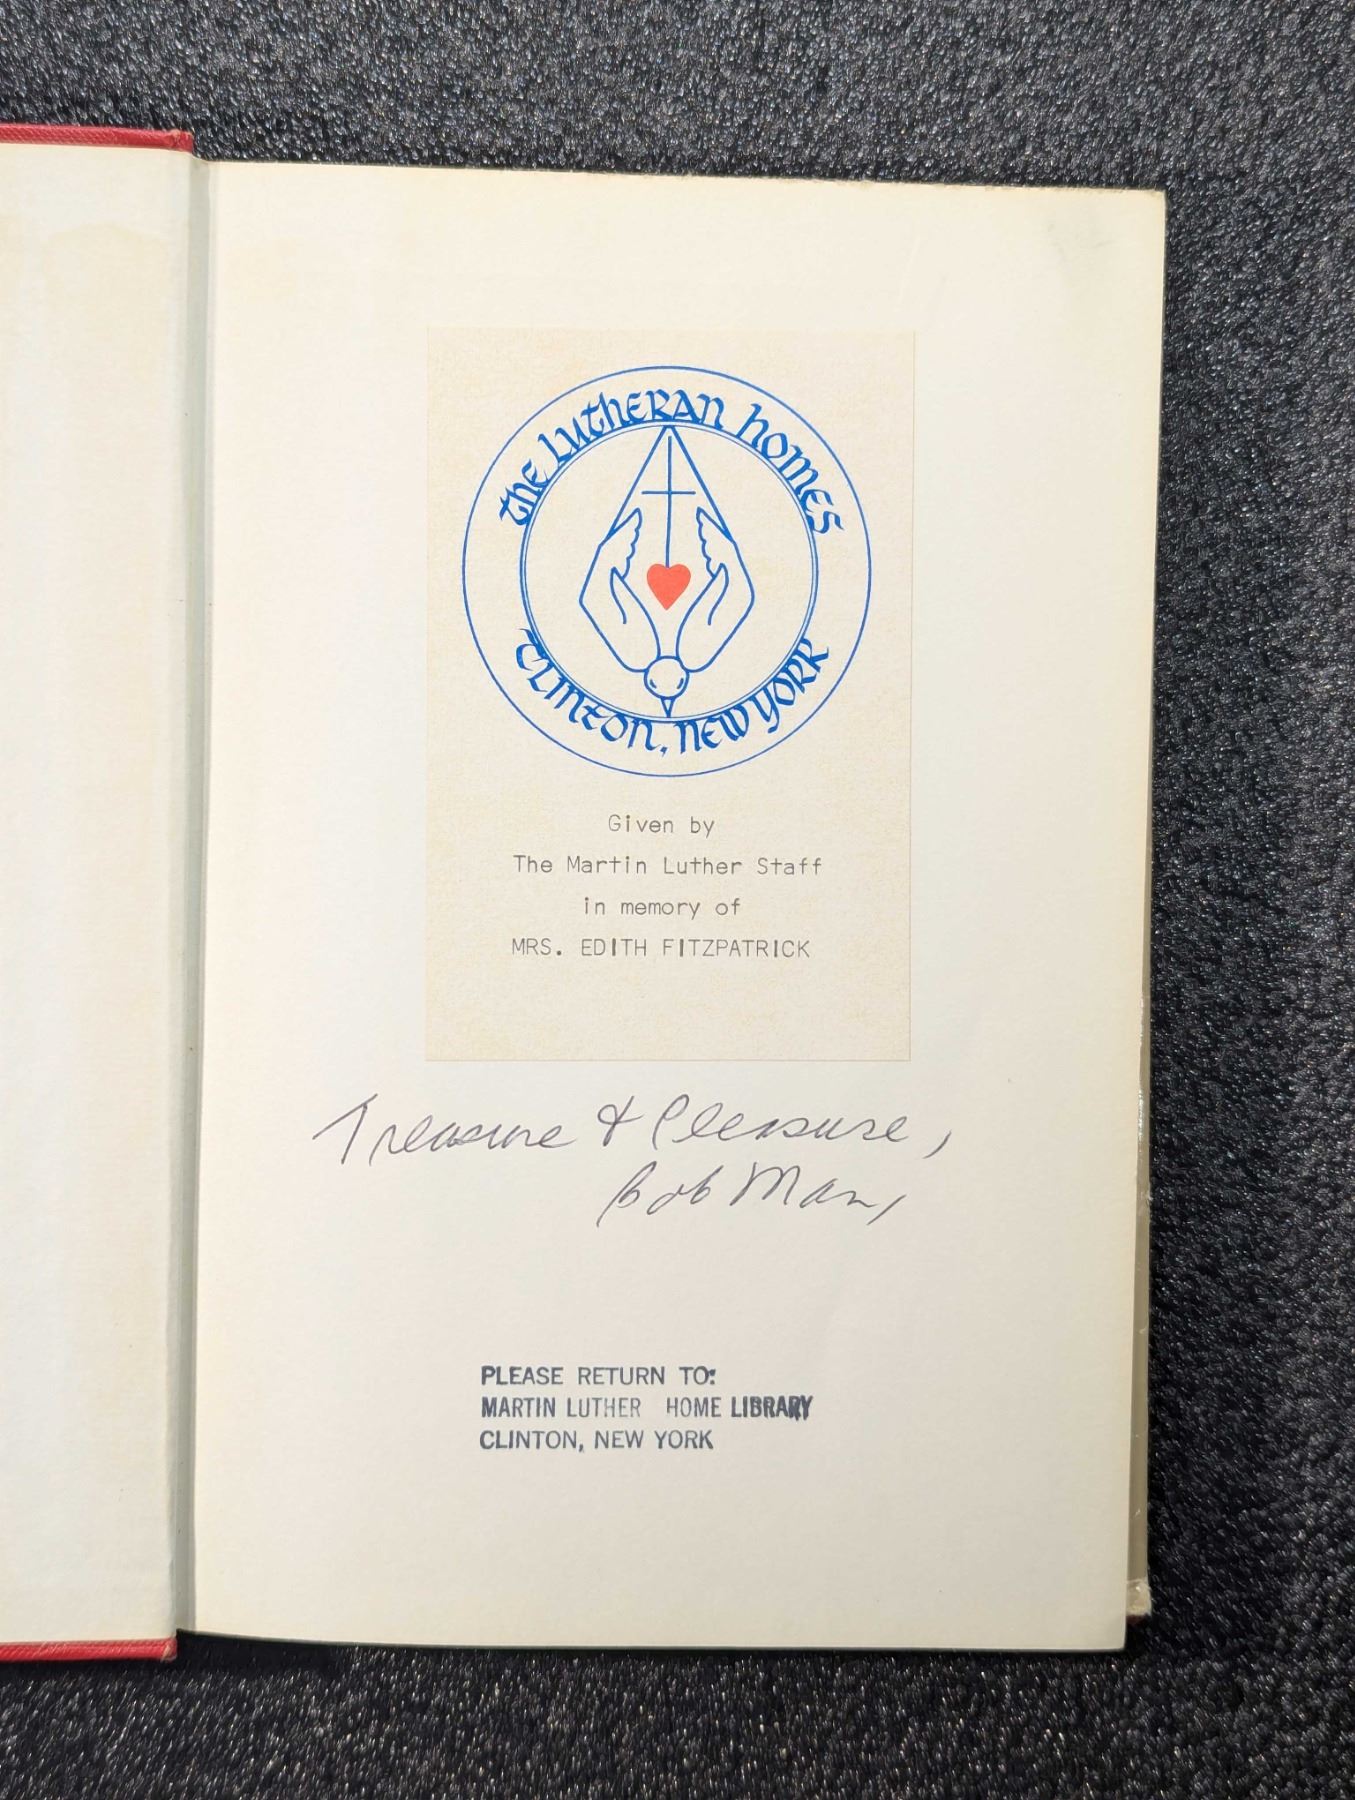 The Lutheran Homes
Clinton, New York
Given by
The Martin Luther Staff
in memory of
MRS. EDITH FITZPATRICK
Treasure & Pleasure,
Bob
PLEASE RETURN TO:
MARTIN LUTHER HOME LIBRARY
CLINTON, NEW YORK